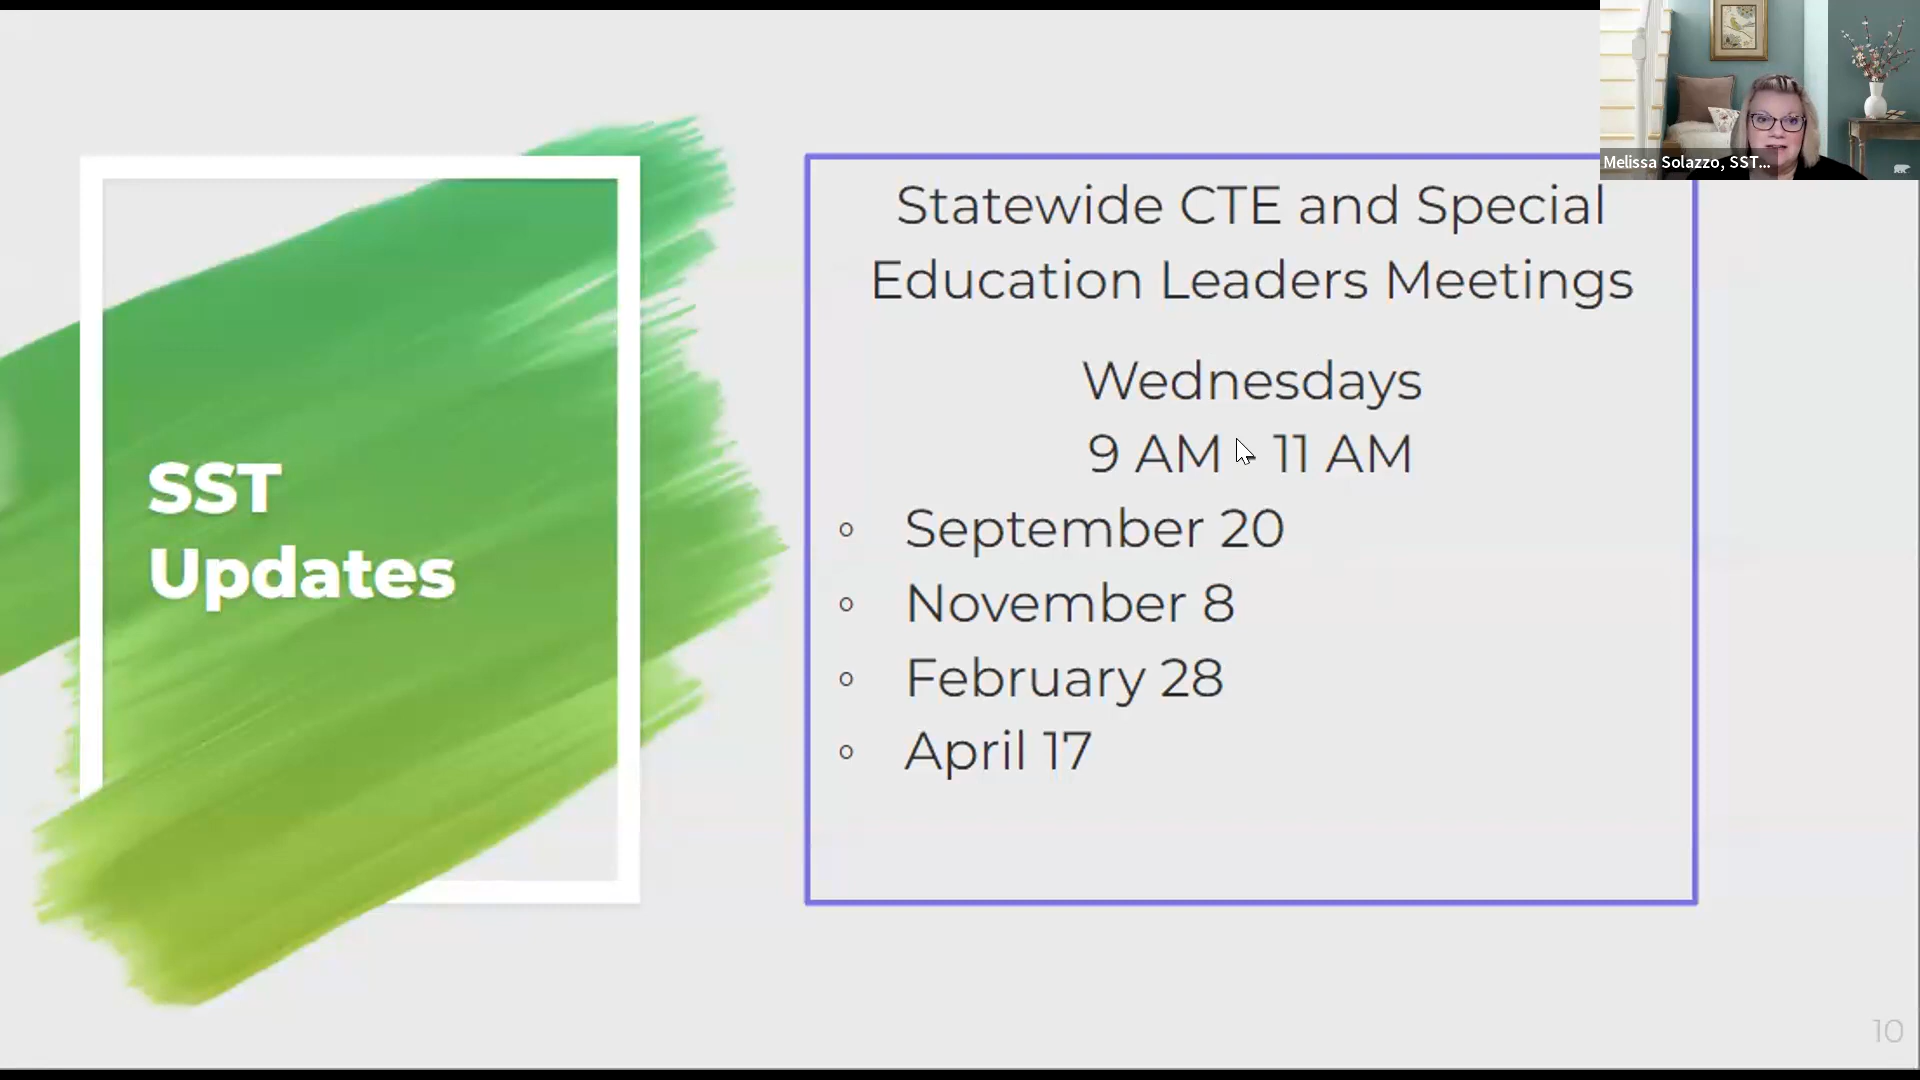 Melissa Solazzo, SST...
Statewide CTE and Special
Education Leaders Meetings
Wednesdays
9 AM - 11 AM
SST
Updates
◦ September 20
◦ November 8
◦ February 28
◦ April 17
10